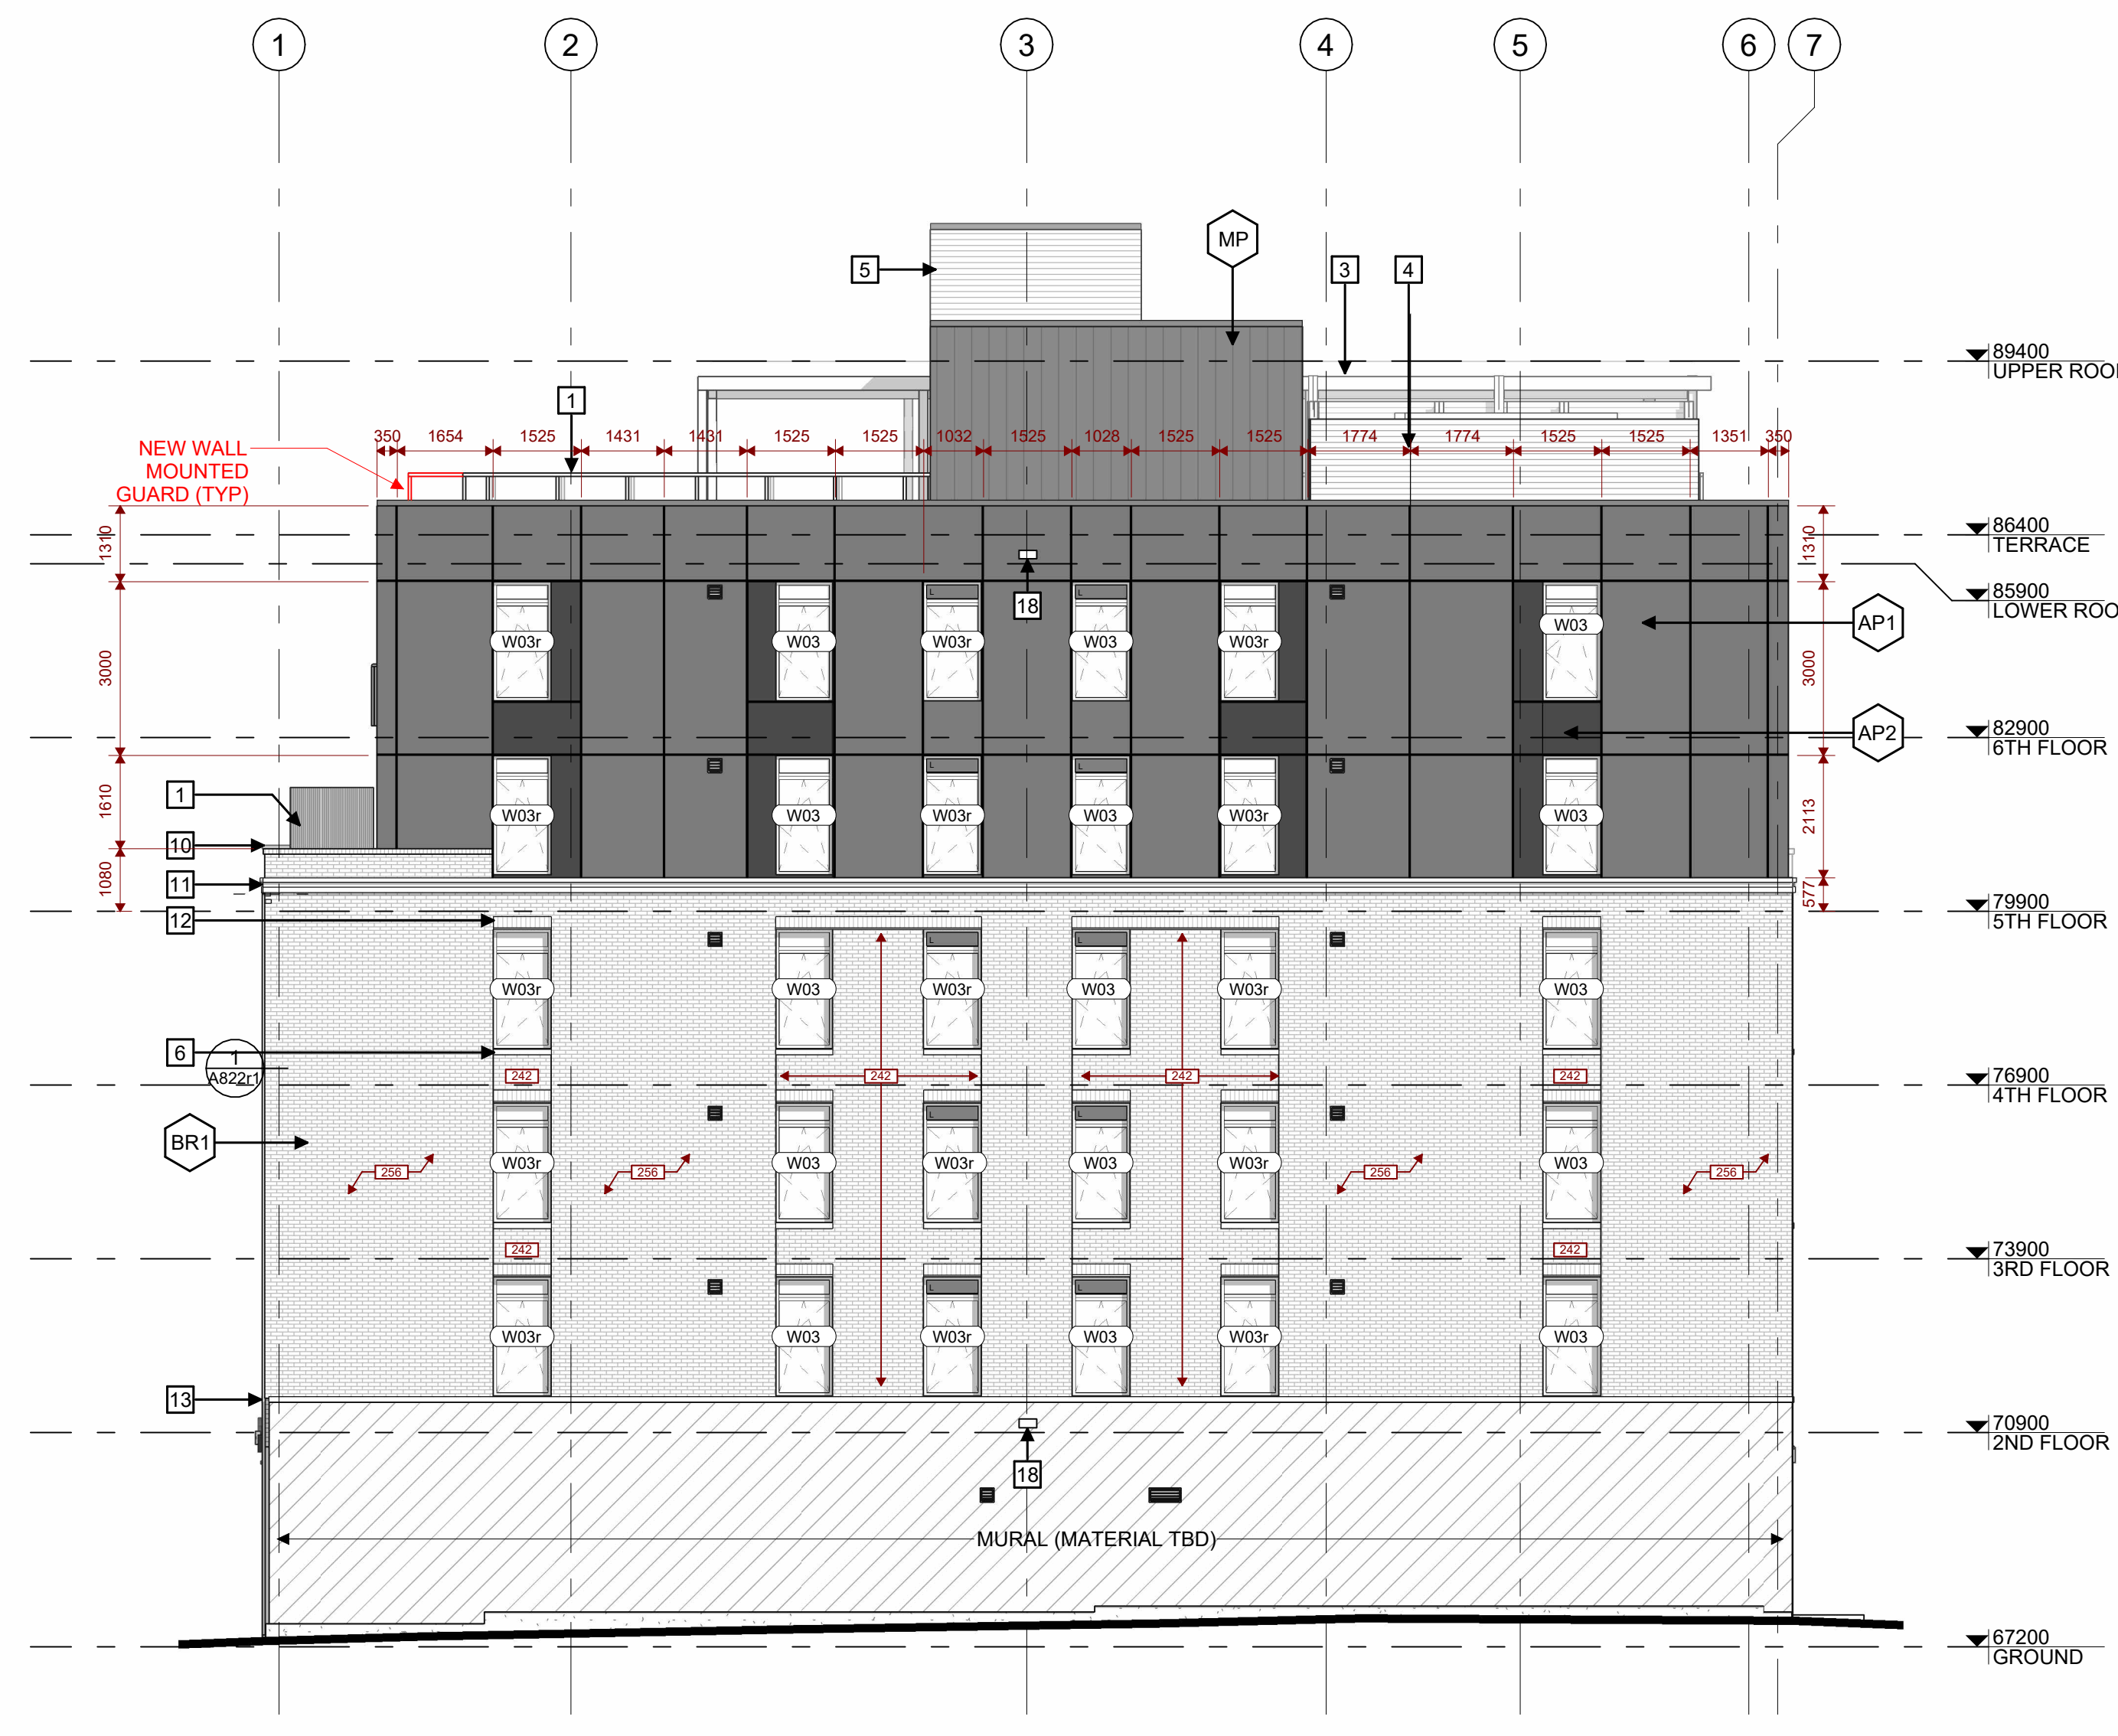 1 2 3 4 5 6 7
MP
5 3 4
89400
UPPER ROO
1
350 1654 1525 1431 1431 1525 1525 1032 1525 1028 1525 1525 1774 1774 1525 1525 1351 350
NEW WALL
MOUNTED
GUARD (TYP)
1310 1310
86400
TERRACE
18
85900
LOWER ROO
L L
AP1
W03r W03 W03r W03 W03r W03
3000 3000
AP2
82900
6TH FLOOR
L L
1
1610 2113
W03r W03 W03r W03 W03r W03
10
11
1080 577
12
79900
5TH FLOOR
L L
W03r W03 W03r W03 W03r W03
6
1
A822r1
242 242 242 242
76900
4TH FLOOR
L L
BR1
W03r W03 W03r W03 W03r W03
256 256 256 256
242 242
73900
3RD FLOOR
L L
W03r W03 W03r W03 W03r W03
13
70900
2ND FLOOR
18
MURAL (MATERIAL TBD)
67200
GROUND